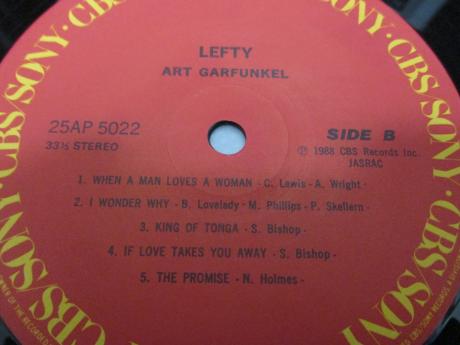 LEFTY
ART GARFUNKEL
25AP 5022
33⅓ STEREO
SIDE B
Ⓟ 1988 CBS Records Inc.
JASRAC
1. WHEN A MAN LOVES A WOMAN - C. Lewis - A. Wright -
2. I WONDER WHY - B. Lovelady - M. Phillips - P. Skellern -
3. KING OF TONGA - S. Bishop -
4. IF LOVE TAKES YOU AWAY - S. Bishop -
5. THE PROMISE - N. Holmes -
CBS/SONY · CBS/SONY · CBS/SONY · CBS/SONY